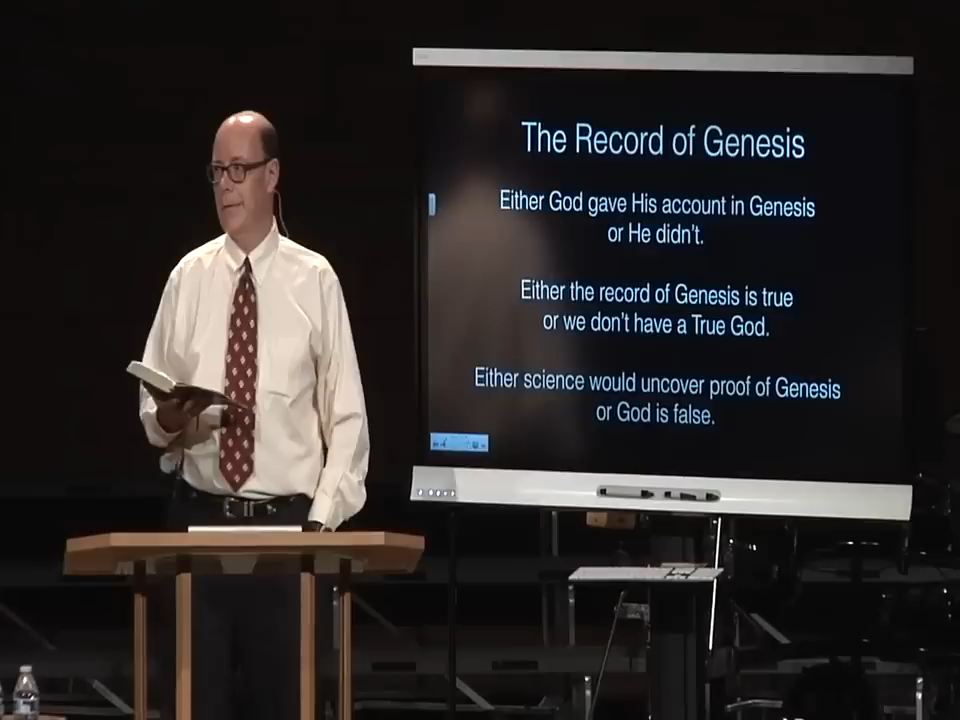 The Record of Genesis
Either God gave His account in Genesis
or He didn't.
Either the record of Genesis is true
or we don't have a True God.
Either science would uncover proof of Genesis
or God is false.